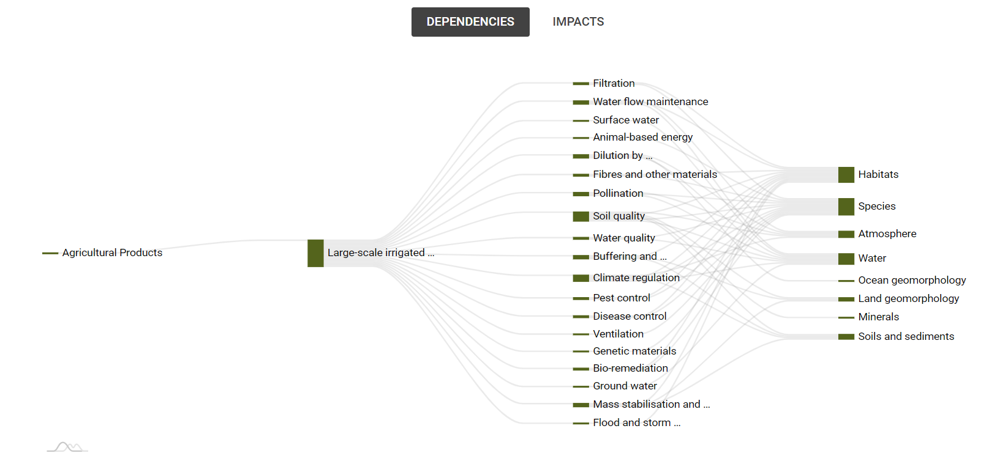 DEPENDENCIES
IMPACTS
Agricultural Products
Large-scale irrigated ...
Filtration
Water flow maintenance
Surface water
Animal-based energy
Dilution by ...
Fibres and other materials
Pollination
Soil quality
Water quality
Buffering and ...
Climate regulation
Pest control
Disease control
Ventilation
Genetic materials
Bio-remediation
Ground water
Mass stabilisation and ...
Flood and storm ...
Habitats
Species
Atmosphere
Water
Ocean geomorphology
Land geomorphology
Minerals
Soils and sediments